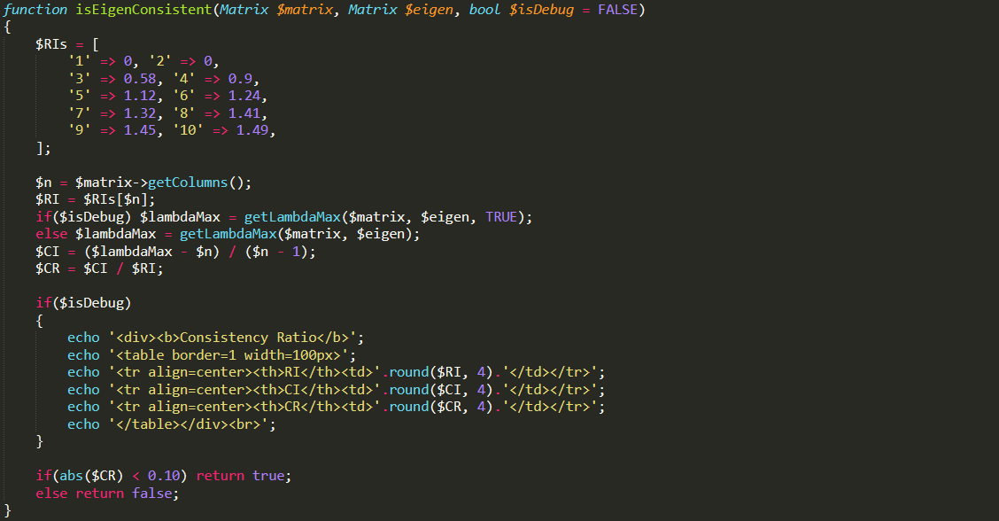 function isEigenConsistent(Matrix $matrix, Matrix $eigen, bool $isDebug = FALSE)
{
    $RIs = [
        '1' => 0, '2' => 0,
        '3' => 0.58, '4' => 0.9,
        '5' => 1.12, '6' => 1.24,
        '7' => 1.32, '8' => 1.41,
        '9' => 1.45, '10' => 1.49,
    ];

    $n = $matrix->getColumns();
    $RI = $RIs[$n];
    if($isDebug) $lambdaMax = getLambdaMax($matrix, $eigen, TRUE);
    else $lambdaMax = getLambdaMax($matrix, $eigen);
    $CI = ($lambdaMax - $n) / ($n - 1);
    $CR = $CI / $RI;

    if($isDebug)
    {
        echo '<div><b>Consistency Ratio</b>';
        echo '<table border=1 width=100px>';
        echo '<tr align=center><th>RI</th><td>'.round($RI, 4).'</td></tr>';
        echo '<tr align=center><th>CI</th><td>'.round($CI, 4).'</td></tr>';
        echo '<tr align=center><th>CR</th><td>'.round($CR, 4).'</td></tr>';
        echo '</table></div><br>';
    }

    if(abs($CR) < 0.10) return true;
    else return false;
}